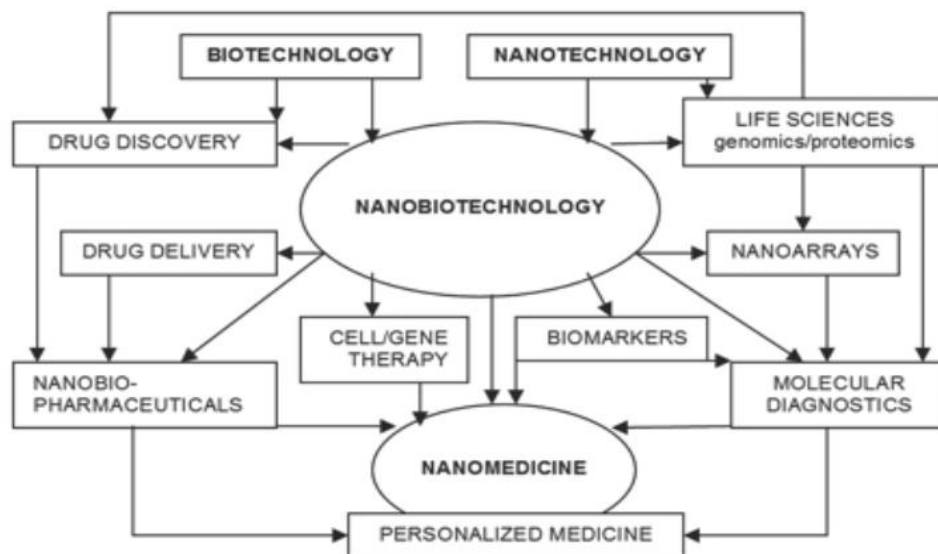 BIOTECHNOLOGY
NANOTECHNOLOGY
DRUG DISCOVERY
LIFE SCIENCES
genomics/proteomics
NANOBIOTECHNOLOGY
DRUG DELIVERY
NANOARRAYS
CELL/GENE
THERAPY
BIOMARKERS
NANOBIO-
PHARMACEUTICALS
MOLECULAR
DIAGNOSTICS
NANOMEDICINE
PERSONALIZED MEDICINE